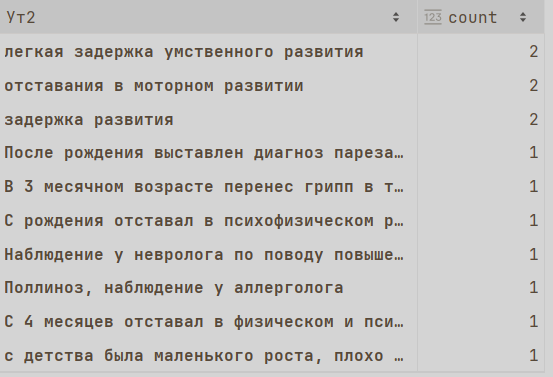 Ут2 123 count
легкая задержка умственного развития 2
отставания в моторном развитии 2
задержка развития 2
После рождения выставлен диагноз пареза… 1
В 3 месячном возрасте перенес грипп в т… 1
С рождения отставал в психофизическом р… 1
Наблюдение у невролога по поводу повыше… 1
Поллиноз, наблюдение у аллерголога 1
С 4 месяцев отставал в физическом и пси… 1
с детства была маленького роста, плохо … 1